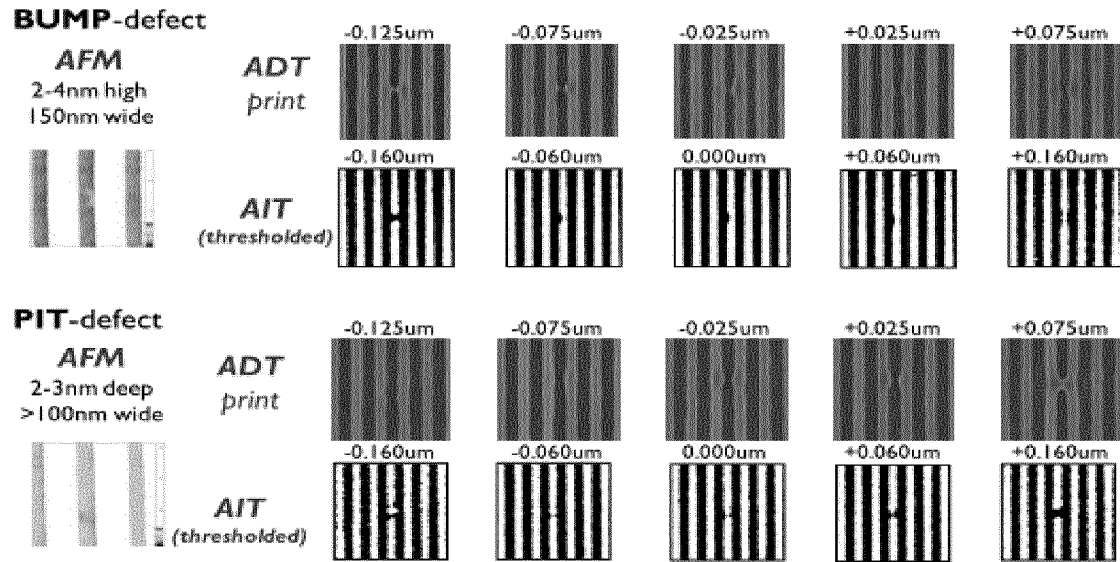 BUMP-defect
AFM
2-4nm high
150nm wide
ADT
print
-0.125um -0.075um -0.025um +0.025um +0.075um
AIT
(thresholded)
-0.160um -0.060um 0.000um +0.060um +0.160um
PIT-defect
AFM
2-3nm deep
>100nm wide
ADT
print
-0.125um -0.075um -0.025um +0.025um +0.075um
AIT
(thresholded)
-0.160um -0.060um 0.000um +0.060um +0.160um